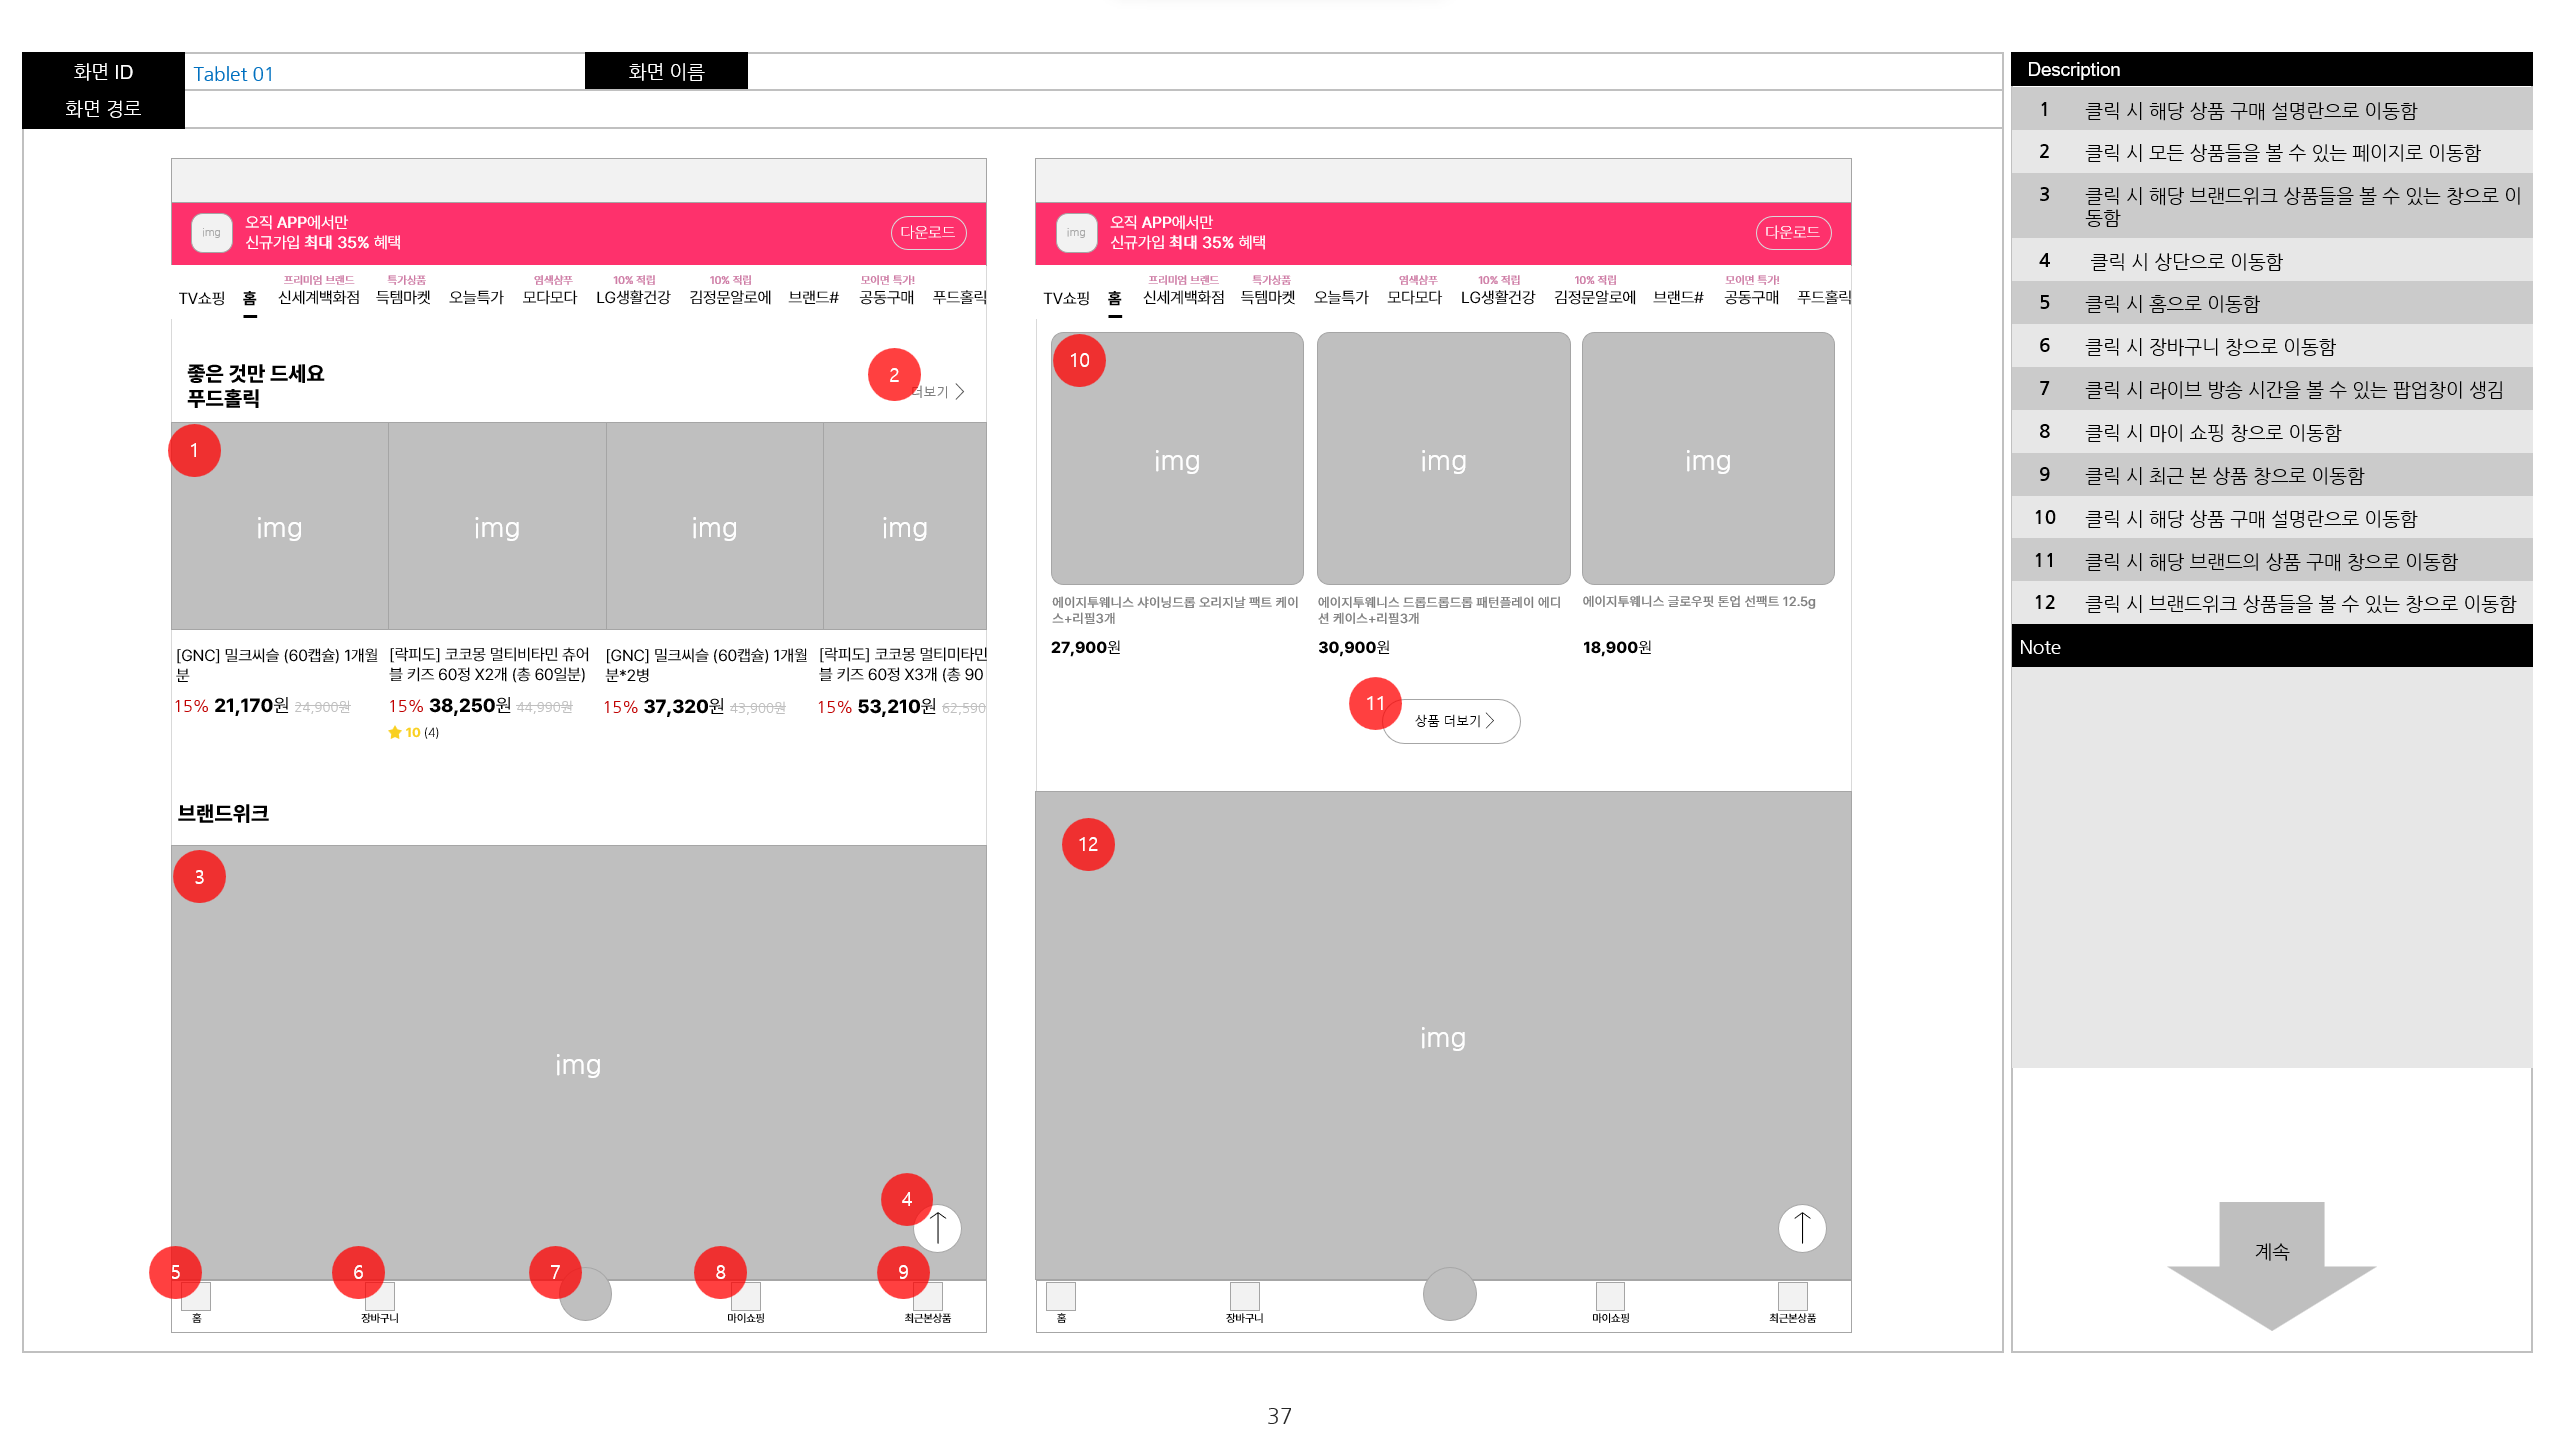 화면 ID
Tablet 01
화면 이름
화면 경로
오직 APP에서만
신규가입 최대 35% 혜택
img
다운로드
프리미엄 브랜드
특가상품
염색샴푸
10% 적립
10% 적립
모이면 특가!
TV쇼핑
홈
신세계백화점
득템마켓
오늘특가
모다모다
LG생활건강
김정문알로에
브랜드#
공동구매
푸드홀릭
좋은 것만 드세요
푸드홀릭
2
더보기
1
img
img
img
img
[GNC] 밀크씨슬 (60캡슐) 1개월
분
15% 21,170원 24,900원
[락피도] 코코몽 멀티비타민 츄어
블 키즈 60정 X2개 (총 60일분)
15% 38,250원 44,990원
10 (4)
[GNC] 밀크씨슬 (60캡슐) 1개월
분*2병
15% 37,320원 43,900원
[락피도] 코코몽 멀티미타민
블 키즈 60정 X3개 (총 90
15% 53,210원 62,590
브랜드위크
3
img
4
5
6
7
8
9
홈
장바구니
마이쇼핑
최근본상품
오직 APP에서만
신규가입 최대 35% 혜택
img
다운로드
프리미엄 브랜드
특가상품
염색샴푸
10% 적립
10% 적립
모이면 특가!
TV쇼핑
홈
신세계백화점
득템마켓
오늘특가
모다모다
LG생활건강
김정문알로에
브랜드#
공동구매
푸드홀릭
10
img
img
img
에이지투웨니스 샤이닝드롭 오리지날 팩트 케이
스+리필3개
27,900원
에이지투웨니스 드롭드롭드롭 패턴플레이 에디
션 케이스+리필3개
30,900원
에이지투웨니스 글로우핏 톤업 선팩트 12.5g
18,900원
11
상품 더보기
12
img
홈
장바구니
마이쇼핑
최근본상품
Description
1 클릭 시 해당 상품 구매 설명란으로 이동함
2 클릭 시 모든 상품들을 볼 수 있는 페이지로 이동함
3 클릭 시 해당 브랜드위크 상품들을 볼 수 있는 창으로 이
동함
4 클릭 시 상단으로 이동함
5 클릭 시 홈으로 이동함
6 클릭 시 장바구니 창으로 이동함
7 클릭 시 라이브 방송 시간을 볼 수 있는 팝업창이 생김
8 클릭 시 마이 쇼핑 창으로 이동함
9 클릭 시 최근 본 상품 창으로 이동함
10 클릭 시 해당 상품 구매 설명란으로 이동함
11 클릭 시 해당 브랜드의 상품 구매 창으로 이동함
12 클릭 시 브랜드위크 상품들을 볼 수 있는 창으로 이동함
Note
계속
37